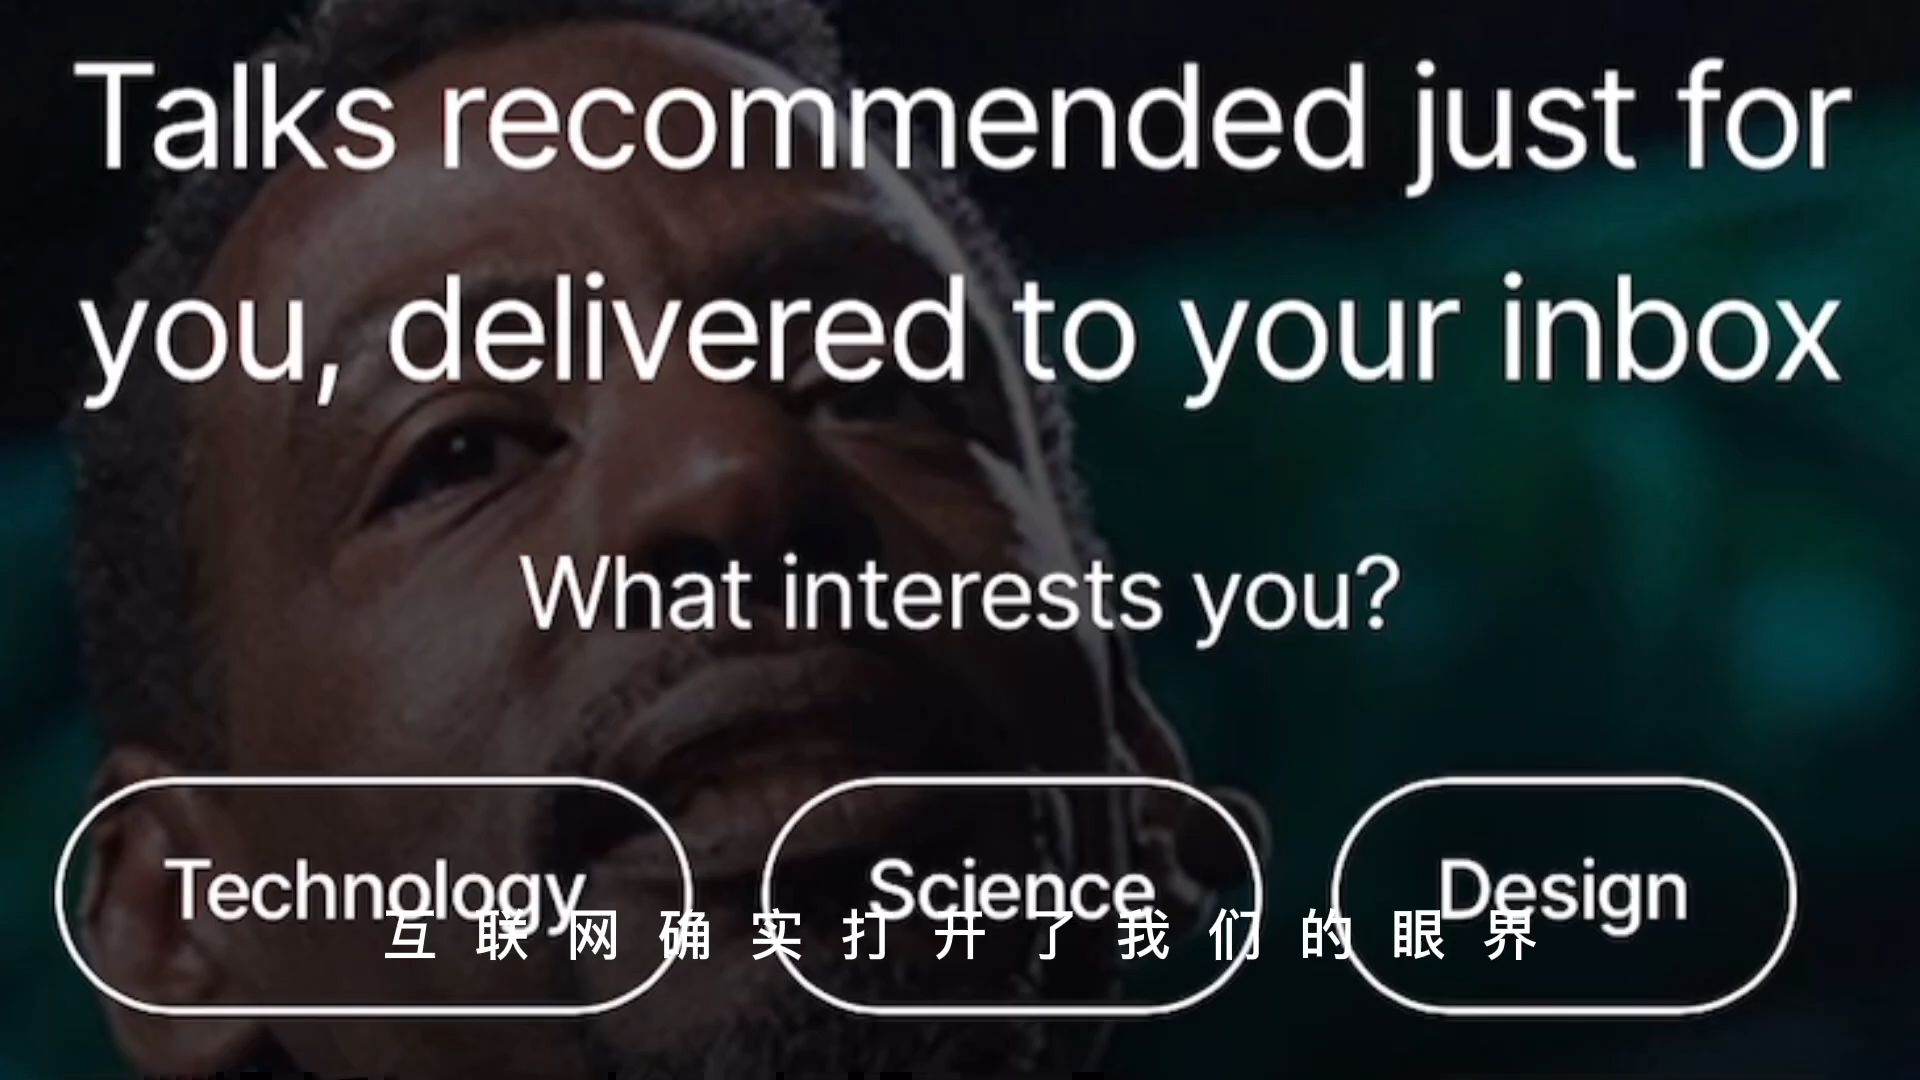 Talks recommended just for
you, delivered to your inbox
What interests you?
Technology
Science
Design
互联网确实打开了我们的眼界